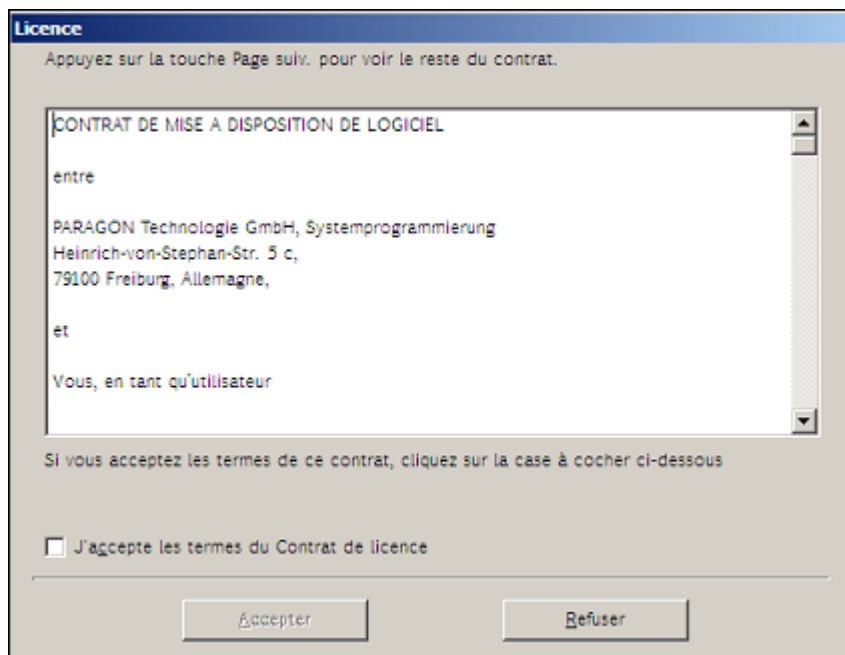 Licence
Appuyez sur la touche Page suiv. pour voir le reste du contrat.
CONTRAT DE MISE A DISPOSITION DE LOGICIEL
entre
PARAGON Technologie GmbH, Systemprogrammierung
Heinrich-von-Stephan-Str. 5 c,
79100 Freiburg, Allemagne,
et
Vous, en tant qu'utilisateur
Si vous acceptez les termes de ce contrat, cliquez sur la case à cocher ci-dessous
J'accepte les termes du Contrat de licence
Accepter
Refuser